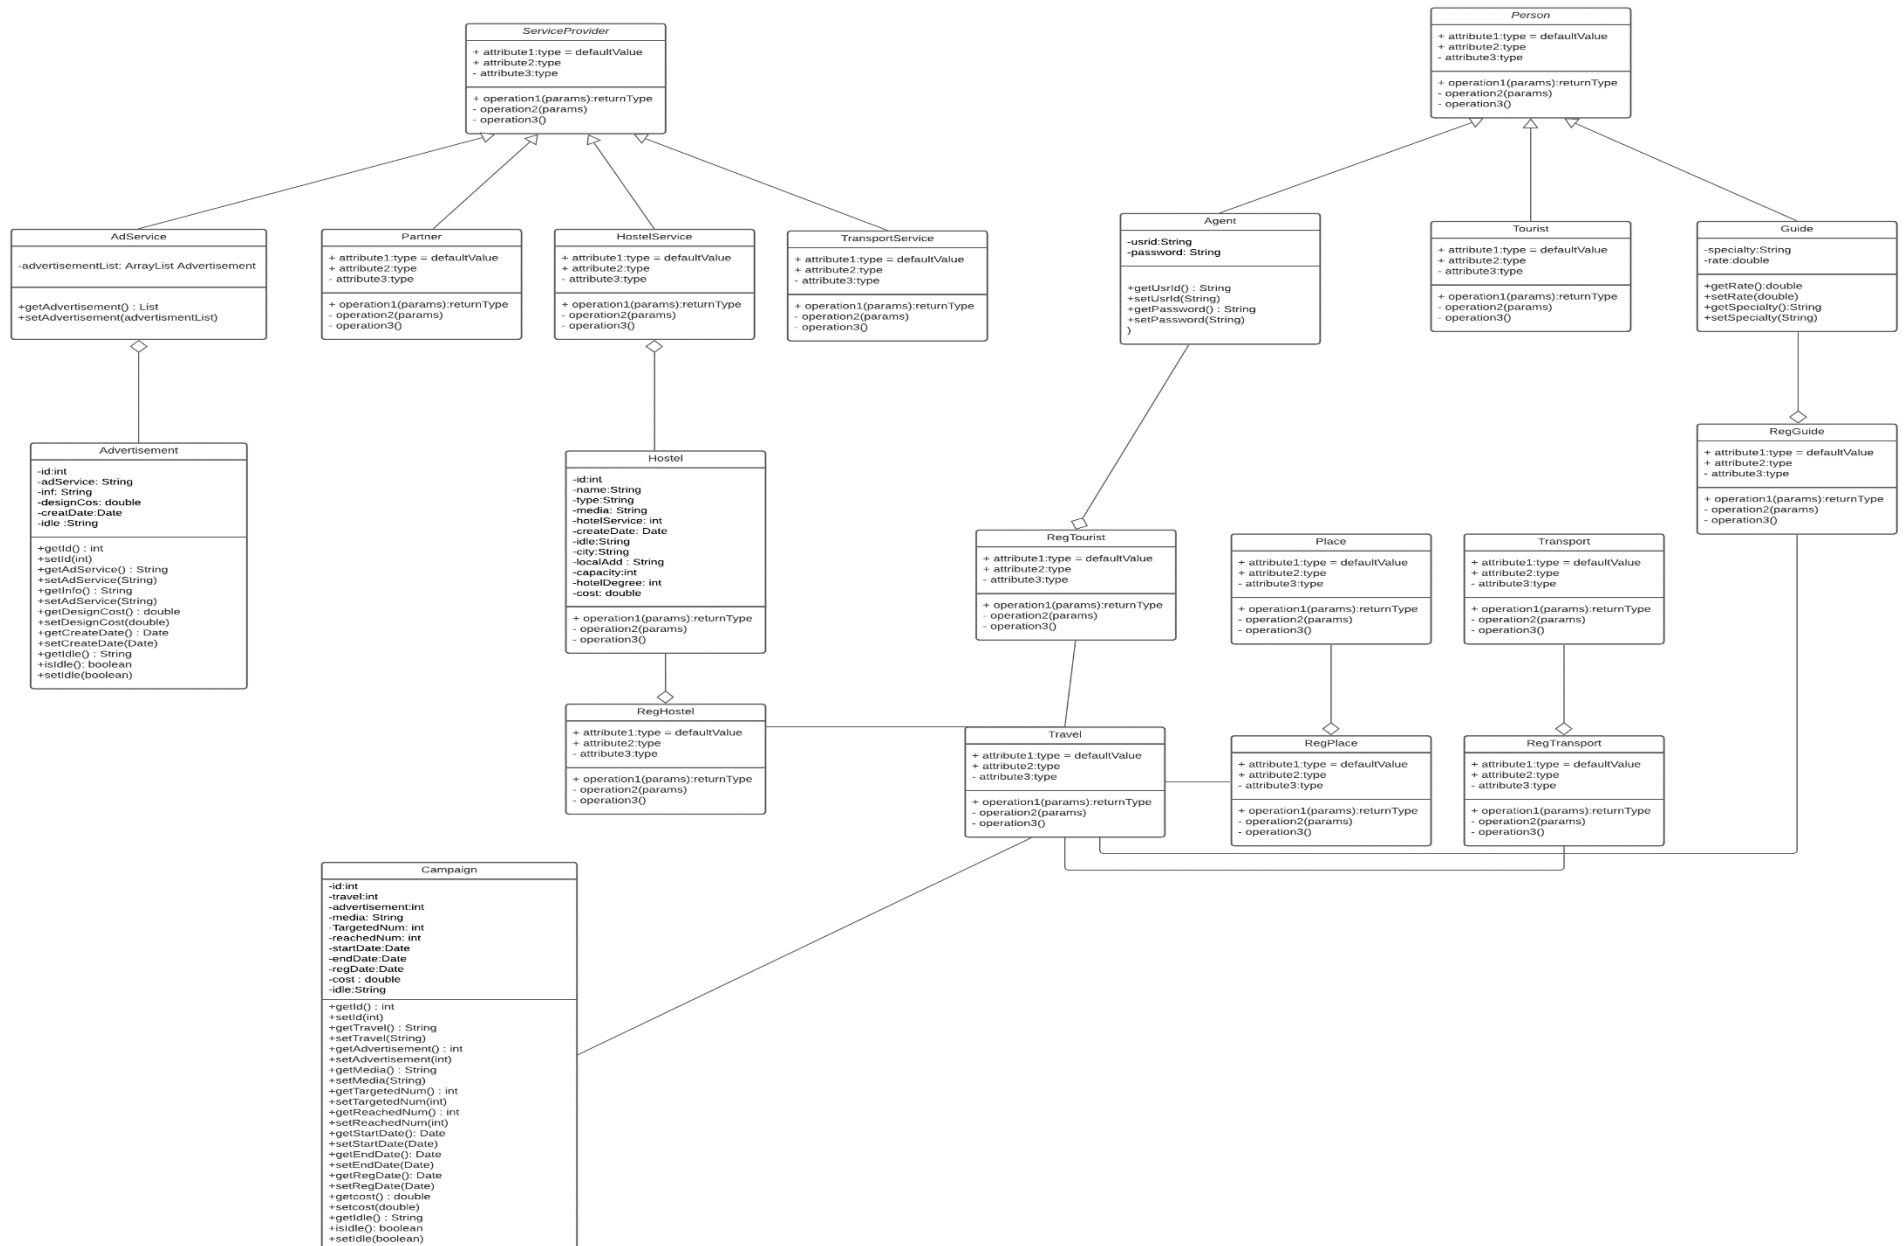 ServiceProvider
+ attribute1:type = defaultValue
+ attribute2:type
- attribute3:type
+ operation1(params):returnType
- operation2(params)
- operation3()
Person
+ attribute1:type = defaultValue
+ attribute2:type
- attribute3:type
+ operation1(params):returnType
- operation2(params)
- operation3()
AdService
-advertisementList: ArrayList Advertisement
+getAdvertisement() : List
+setAdvertisement(advertismentList)
Partner
+ attribute1:type = defaultValue
+ attribute2:type
- attribute3:type
+ operation1(params):returnType
- operation2(params)
- operation3()
HostelService
+ attribute1:type = defaultValue
+ attribute2:type
- attribute3:type
+ operation1(params):returnType
- operation2(params)
- operation3()
TransportService
+ attribute1:type = defaultValue
+ attribute2:type
- attribute3:type
+ operation1(params):returnType
- operation2(params)
- operation3()
Agent
-usrid:String
-password: String
+getUsrId() : String
+setUsrId(String)
+getPassword() : String
+setPassword(String)
)
Tourist
+ attribute1:type = defaultValue
+ attribute2:type
- attribute3:type
+ operation1(params):returnType
- operation2(params)
- operation3()
Guide
-specialty:String
-rate:double
+getRate():double
+setRate(double)
+getSpecialty():String
+setSpecialty(String)
Advertisement
-id:int
-adService: String
-inf: String
-designCos: double
-creatDate:Date
-idle :String
+getId() : int
+setId(int)
+getAdService() : String
+setAdService(String)
+getInfo() : String
+setAdService(String)
+getDesignCost() : double
+setDesignCost(double)
+getCreateDate() : Date
+setCreateDate(Date)
+getIdle() : String
+isIdle(): boolean
+setIdle(boolean)
Hostel
-id:int
-name:String
-type:String
-media: String
-hotelService: int
-createDate: Date
-idle:String
-city:String
-localAdd : String
-capacity:int
-hotelDegree: int
-cost: double
+ operation1(params):returnType
- operation2(params)
- operation3()
RegGuide
+ attribute1:type = defaultValue
+ attribute2:type
- attribute3:type
+ operation1(params):returnType
- operation2(params)
- operation3()
RegTourist
+ attribute1:type = defaultValue
+ attribute2:type
- attribute3:type
+ operation1(params):returnType
- operation2(params)
- operation3()
Place
+ attribute1:type = defaultValue
+ attribute2:type
- attribute3:type
+ operation1(params):returnType
- operation2(params)
- operation3()
Transport
+ attribute1:type = defaultValue
+ attribute2:type
- attribute3:type
+ operation1(params):returnType
- operation2(params)
- operation3()
RegHostel
+ attribute1:type = defaultValue
+ attribute2:type
- attribute3:type
+ operation1(params):returnType
- operation2(params)
- operation3()
Travel
+ attribute1:type = defaultValue
+ attribute2:type
- attribute3:type
+ operation1(params):returnType
- operation2(params)
- operation3()
RegPlace
+ attribute1:type = defaultValue
+ attribute2:type
- attribute3:type
+ operation1(params):returnType
- operation2(params)
- operation3()
RegTransport
+ attribute1:type = defaultValue
+ attribute2:type
- attribute3:type
+ operation1(params):returnType
- operation2(params)
- operation3()
Campaign
-id:int
-travel:int
-advertisement:int
-media: String
-TargetedNum: int
-reachedNum: int
-startDate:Date
-endDate:Date
-regDate:Date
-cost : double
-idle:String
+getId() : int
+setId(int)
+getTravel() : String
+setTravel(String)
+getAdvertisement() : int
+setAdvertisement(int)
+getMedia() : String
+setMedia(String)
+getTargetedNum() : int
+setTargetedNum(int)
+getReachedNum() : int
+setReachedNum(int)
+getStartDate(): Date
+setStartDate(Date)
+getEndDate(): Date
+setEndDate(Date)
+getRegDate(): Date
+setRegDate(Date)
+getcost() : double
+setcost(double)
+getIdle() : String
+isIdle(): boolean
+setIdle(boolean)